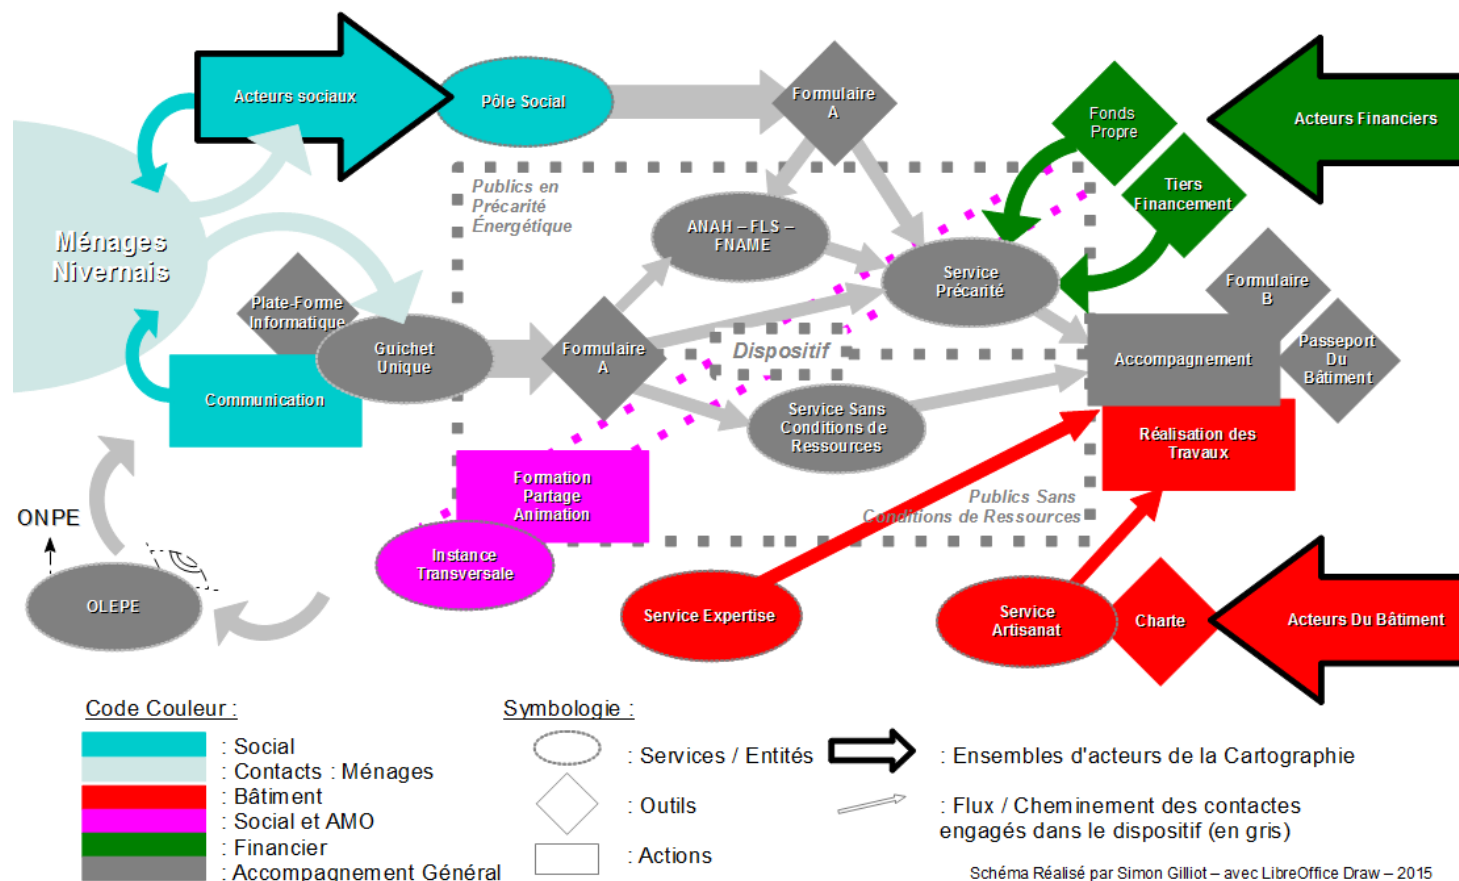 Acteurs sociaux
Pôle Social
Formulaire
A
Fonds
Propre
Acteurs Financiers
Tiers
Financement
Publics en
Précarité
Énergétique
Ménages
Nivernais
ANAH – FLS –
FNAME
Service
Précarité
Formulaire
B
Plate-Forme
Informatique
Guichet
Unique
Formulaire
A
Dispositif
Accompagnement
Passeport
Du
Bâtiment
Communication
Service Sans
Conditions de
Ressources
Réalisation des
Travaux
Formation
Partage
Animation
Publics Sans
Conditions de Ressources
ONPE
Instance
Transversale
OLEPE
Service Expertise
Service
Artisanat
Charte
Acteurs Du Bâtiment
Code Couleur :
: Social
: Contacts : Ménages
: Bâtiment
: Social et AMO
: Financier
: Accompagnement Général
Symbologie :
: Services / Entités
: Outils
: Actions
: Ensembles d'acteurs de la Cartographie
: Flux / Cheminement des contactes
engagés dans le dispositif (en gris)
Schéma Réalisé par Simon Gilliot – avec LibreOffice Draw – 2015